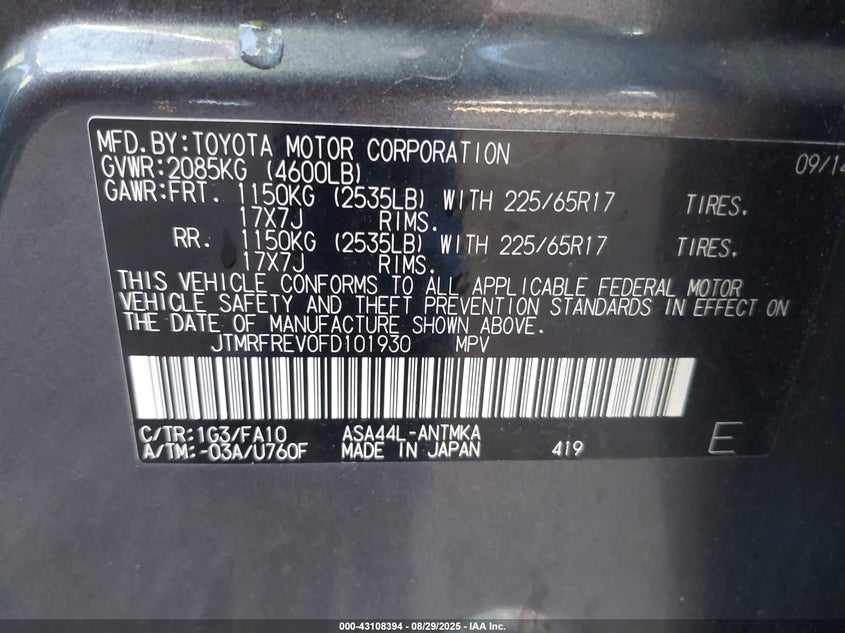 MFD.BY:TOYOTA MOTOR CORPORATION 09/14
GVWR:2085KG (4600LB)
GAWR:FRT. 1150KG (2535LB) WITH 225/65R17 TIRES.
17X7J RIMS.
RR. 1150KG (2535LB) WITH 225/65R17 TIRES.
17X7J RIMS.
THIS VEHICLE CONFORMS TO ALL APPLICABLE FEDERAL MOTOR
VEHICLE SAFETY AND THEFT PREVENTION STANDARDS IN EFFECT ON
THE DATE OF MANUFACTURE SHOWN ABOVE.
JTMRFREV0FD101930 MPV
C/TR:1G3/FA10 ASA44L-ANTMKA
A/TM:-03A/U760F MADE IN JAPAN 419 E
000-43108394 - 08/29/2025 - IAA Inc.